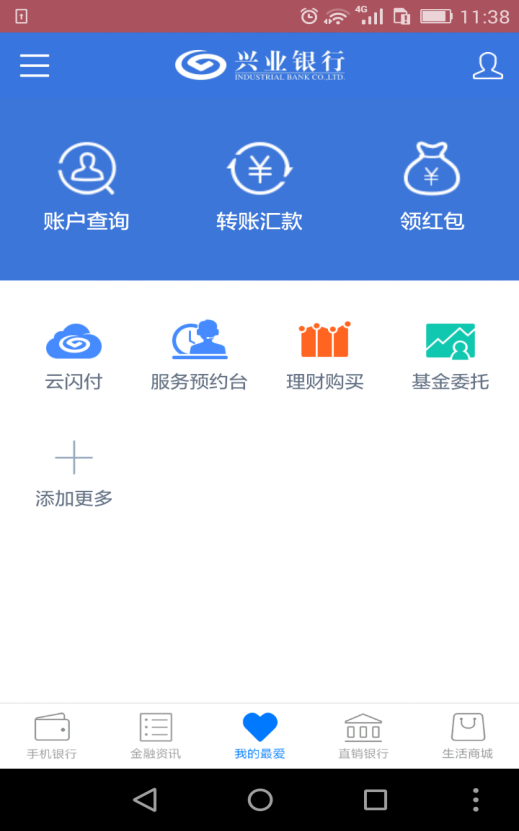 4G 11:38
兴业银行
INDUSTRIAL BANK CO.,LTD.
账户查询 转账汇款 领红包
云闪付 服务预约台 理财购买 基金委托
添加更多
手机银行 金融资讯 我的最爱 直销银行 生活商城